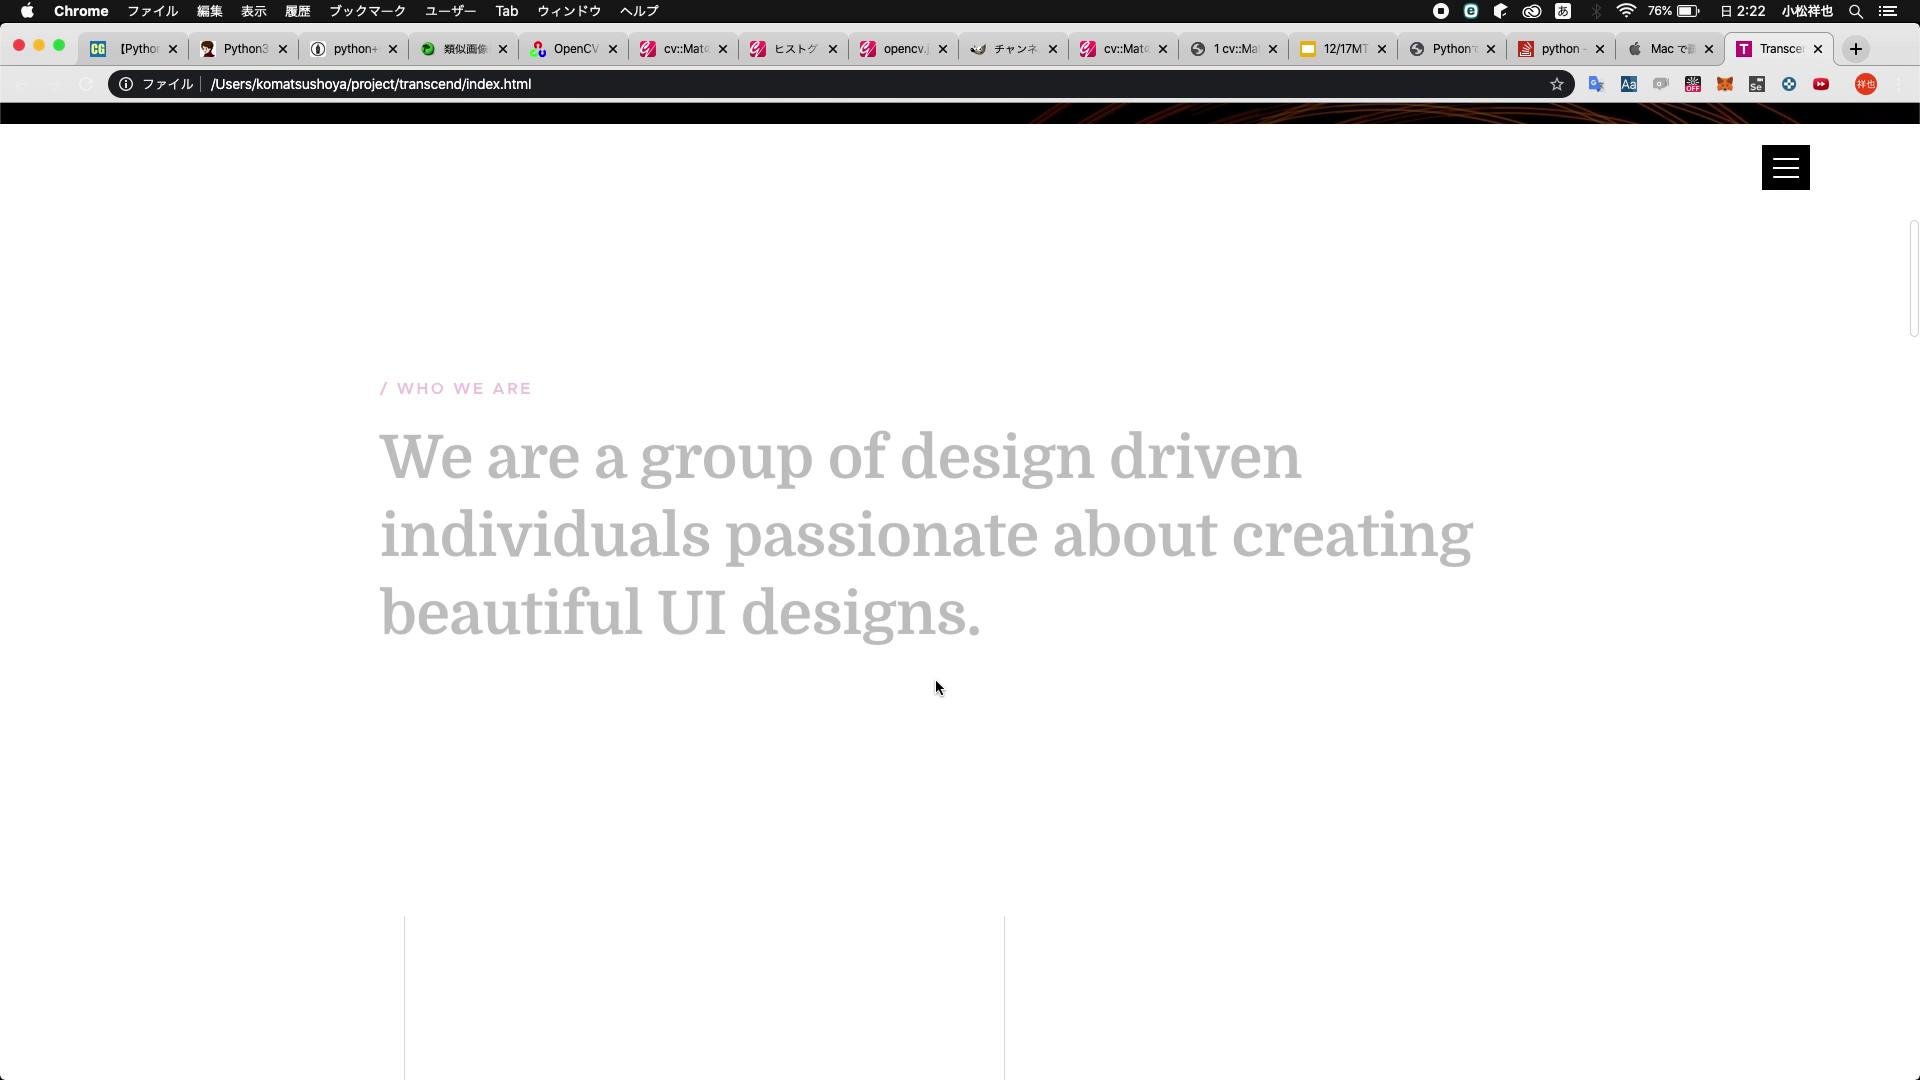 Chrome ファイル 編集 表示 履歴 ブックマーク ユーザー Tab ウィンドウ ヘルプ 76% 日 2:22 小松祥也
【Pytho Python3 python+ 類似画像 OpenCV cv::Mat ヒストグ opencv. チャンネ cv::Mat 1 cv::Ma 12/17MT Python python - Mac で Transce
ファイル /Users/komatsushoya/project/transcend/index.html 祥也
/ WHO WE ARE
We are a group of design driven
individuals passionate about creating
beautiful UI designs.